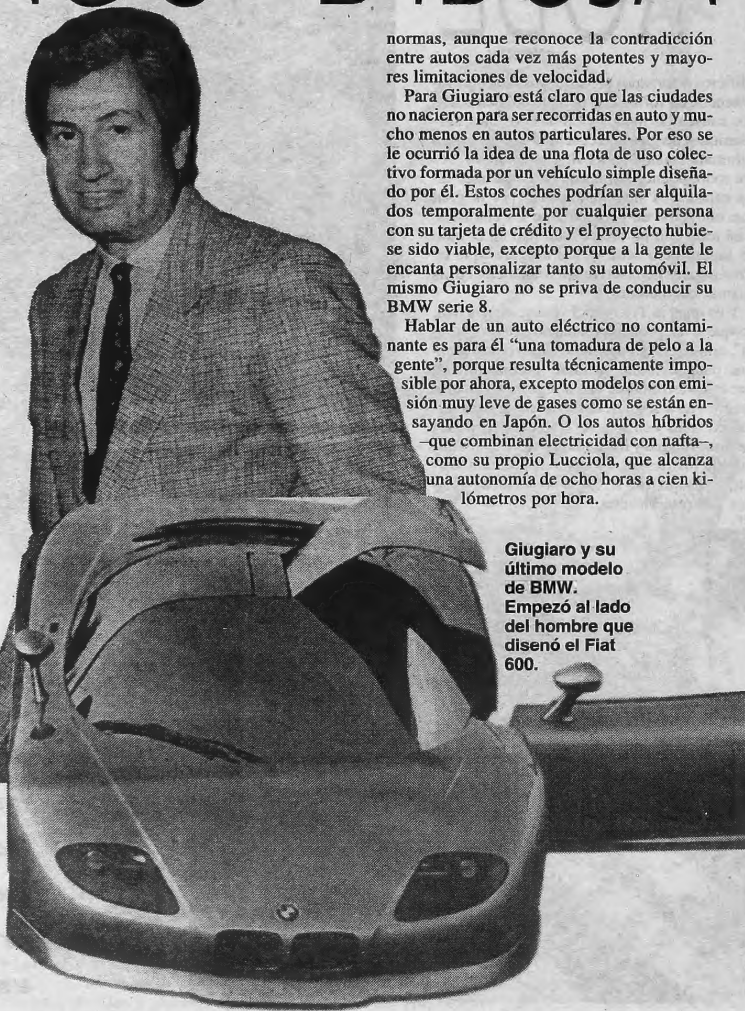 normas, aunque reconoce la contradicción
entre autos cada vez más potentes y mayo-
res limitaciones de velocidad.
Para Giugiaro está claro que las ciudades
no nacieron para ser recorridas en auto y mu-
cho menos en autos particulares. Por eso se
le ocurrió la idea de una flota de uso colec-
tivo formada por un vehículo simple diseña-
do por él. Estos coches podrían ser alquila-
dos temporalmente por cualquier persona
con su tarjeta de crédito y el proyecto hubie-
se sido viable, excepto porque a la gente le
encanta personalizar tanto su automóvil. El
mismo Giugiaro no se priva de conducir su
BMW serie 8.
Hablar de un auto eléctrico no contami-
nante es para él “una tomadura de pelo a la
gente”, porque resulta técnicamente impo-
sible por ahora, excepto modelos con emi-
sión muy leve de gases como se están en-
sayando en Japón. O los autos híbridos
–que combinan electricidad con nafta–,
como su propio Lucciola, que alcanza
una autonomía de ocho horas a cien ki-
lómetros por hora.
Giugiaro y su
último modelo
de BMW.
Empezó al lado
del hombre que
disenó el Fiat
600.